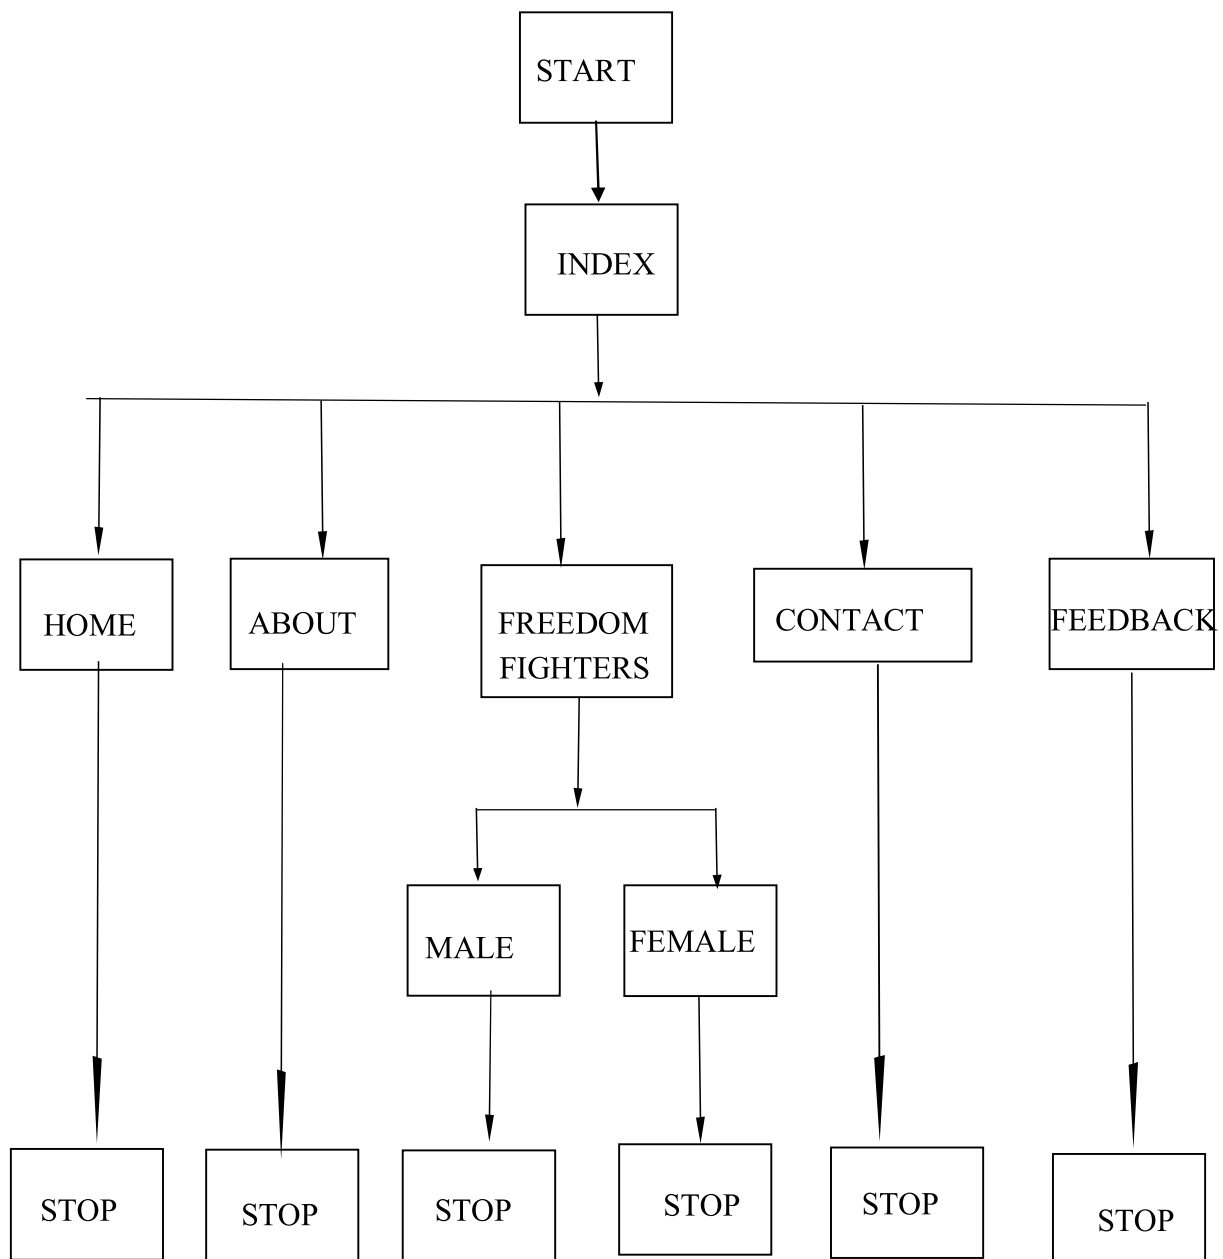 START
INDEX
HOME
ABOUT
FREEDOM
FIGHTERS
CONTACT
FEEDBACK
MALE
FEMALE
STOP
STOP
STOP
STOP
STOP
STOP